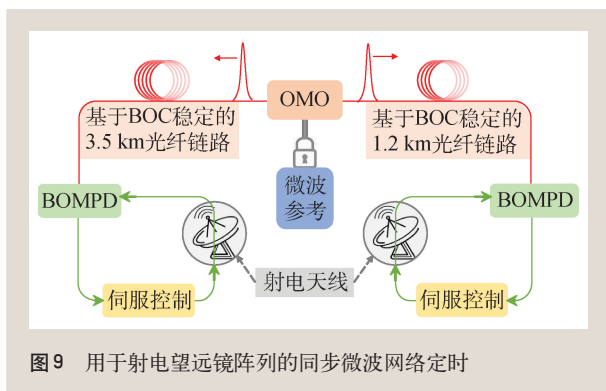 OMO
基于BOC稳定的
3.5 km光纤链路
基于BOC稳定的
1.2 km光纤链路
微波
参考
BOMPD
BOMPD
射电天线
伺服控制
伺服控制
图9 用于射电望远镜阵列的同步微波网络定时